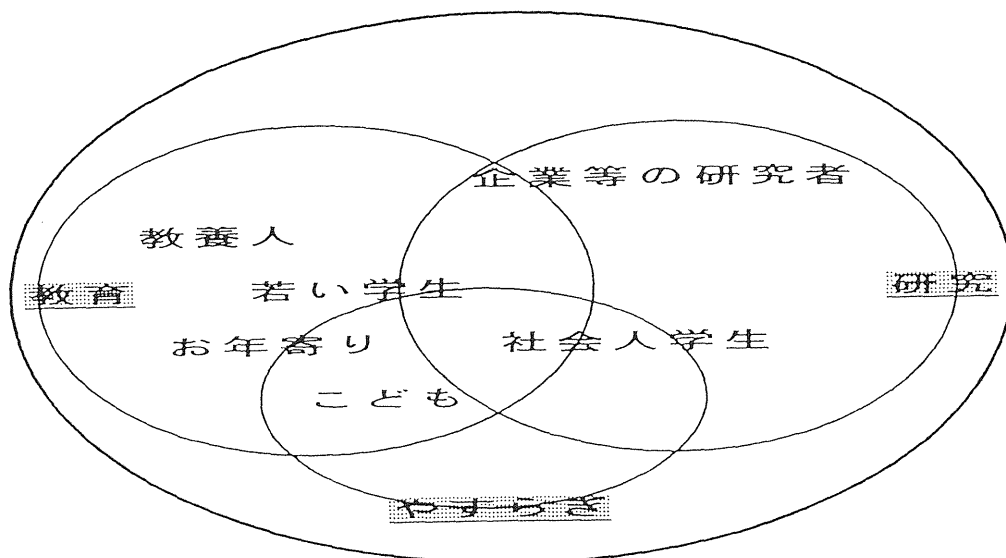 企業等の研究者
教養人
教育
若い学生
研究
お年寄り
社会人学生
こども
やすらぎ